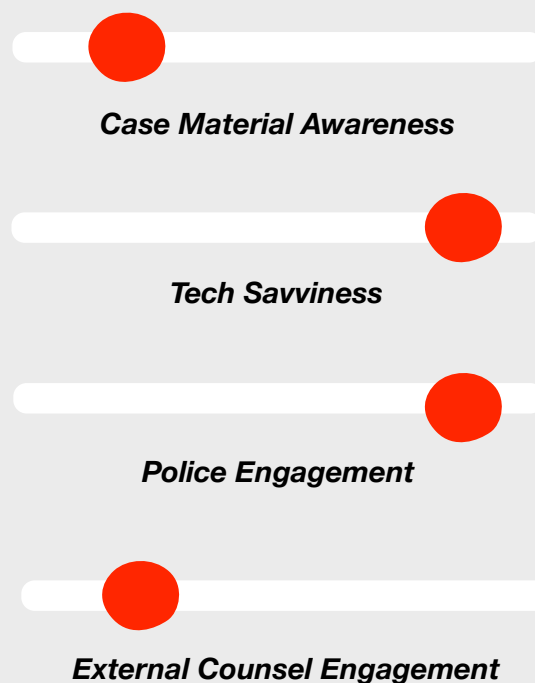 Case Material Awareness
Tech Savviness
Police Engagement
External Counsel Engagement